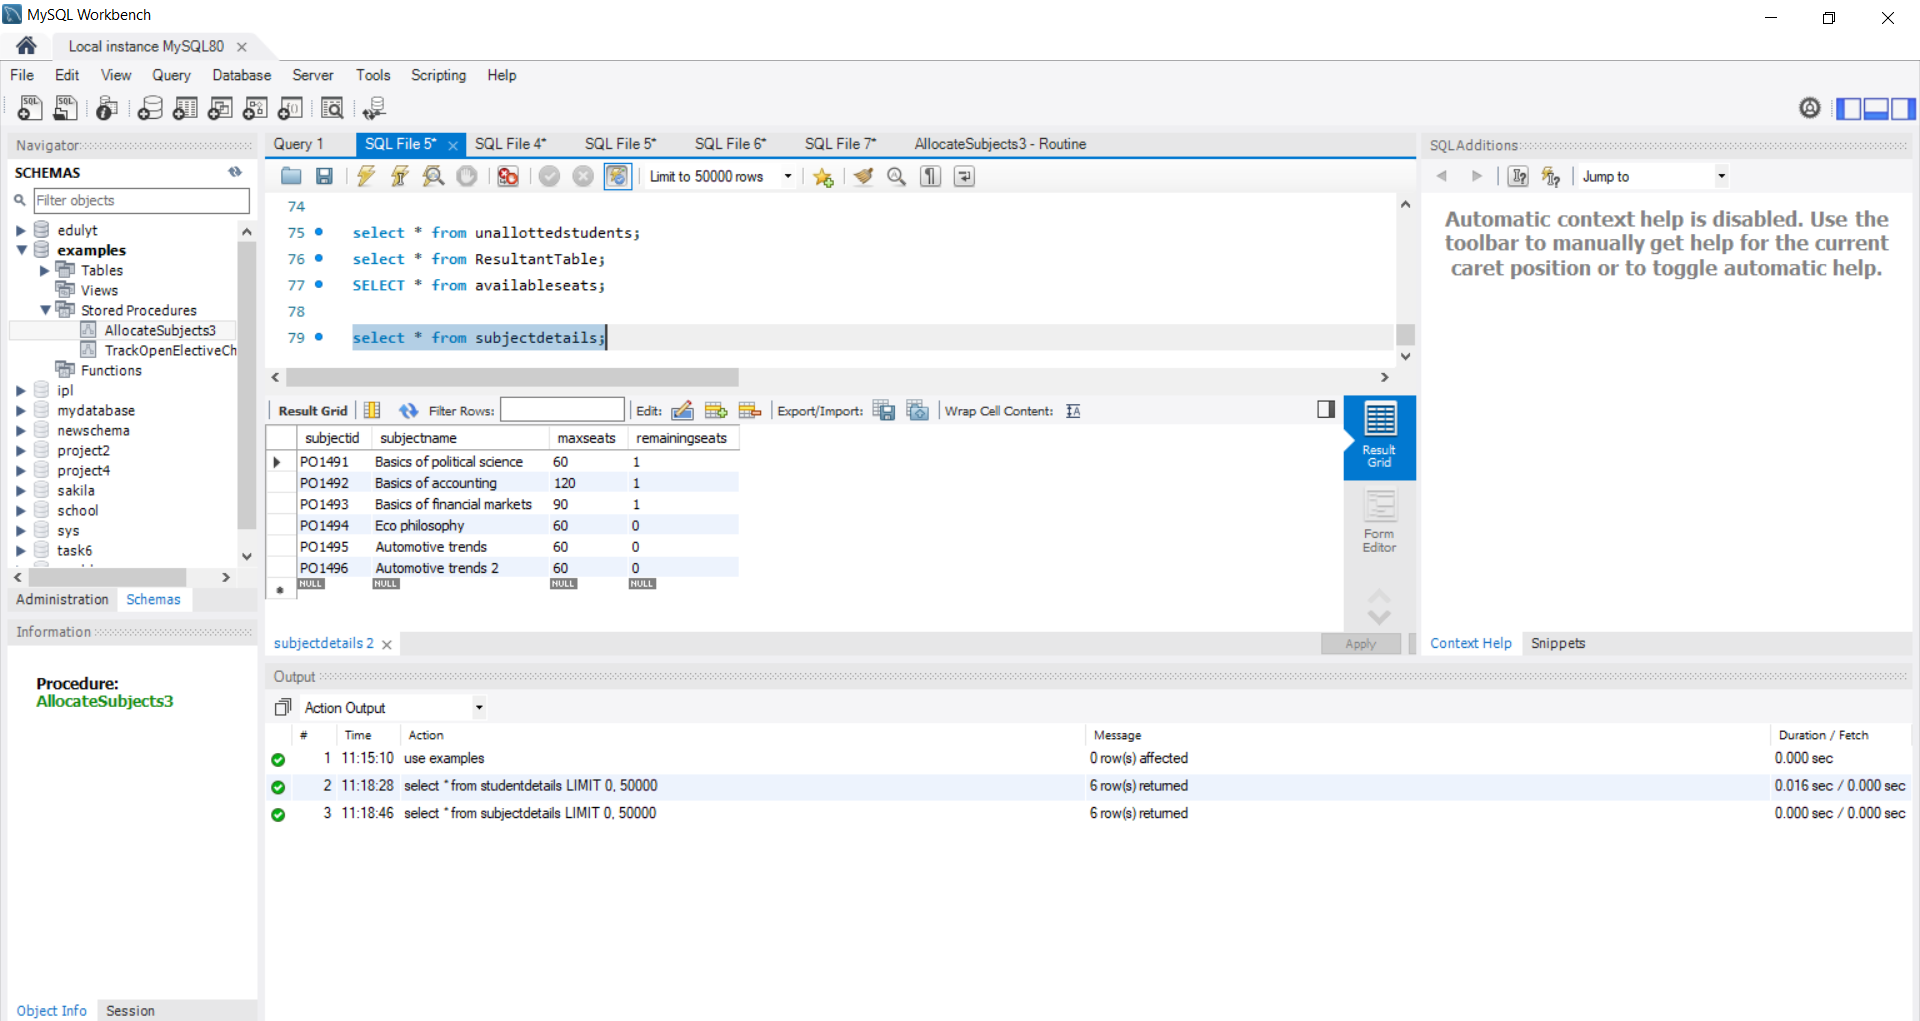 MySQL Workbench
Local instance MySQL80
File Edit View Query Database Server Tools Scripting Help
Navigator
SCHEMAS
Filter objects
edulyt
examples
Tables
Views
Stored Procedures
AllocateSubjects3
TrackOpenElectiveCh
Functions
ipl
mydatabase
newschema
project2
project4
sakila
school
sys
task6
Administration Schemas
Information
Procedure:
AllocateSubjects3
Object Info Session
Query 1 SQL File 5* SQL File 4* SQL File 5* SQL File 6* SQL File 7* AllocateSubjects3 - Routine
Limit to 50000 rows
74
75 select * from unallottedstudents;
76 select * from ResultantTable;
77 SELECT * from availableseats;
78
79 select * from subjectdetails;
Result Grid Filter Rows: Edit: Export/Import: Wrap Cell Content:
subjectid subjectname maxseats remainingseats
PO1491 Basics of political science 60 1
PO1492 Basics of accounting 120 1
PO1493 Basics of financial markets 90 1
PO1494 Eco philosophy 60 0
PO1495 Automotive trends 60 0
PO1496 Automotive trends 2 60 0
NULL NULL NULL NULL
Result Grid
Form Editor
subjectdetails 2
Apply
SQLAdditions
Jump to
Automatic context help is disabled. Use the
toolbar to manually get help for the current
caret position or to toggle automatic help.
Context Help Snippets
Output
Action Output
# Time Action Message Duration / Fetch
1 11:15:10 use examples 0 row(s) affected 0.000 sec
2 11:18:28 select * from studentdetails LIMIT 0, 50000 6 row(s) returned 0.016 sec / 0.000 sec
3 11:18:46 select * from subjectdetails LIMIT 0, 50000 6 row(s) returned 0.000 sec / 0.000 sec